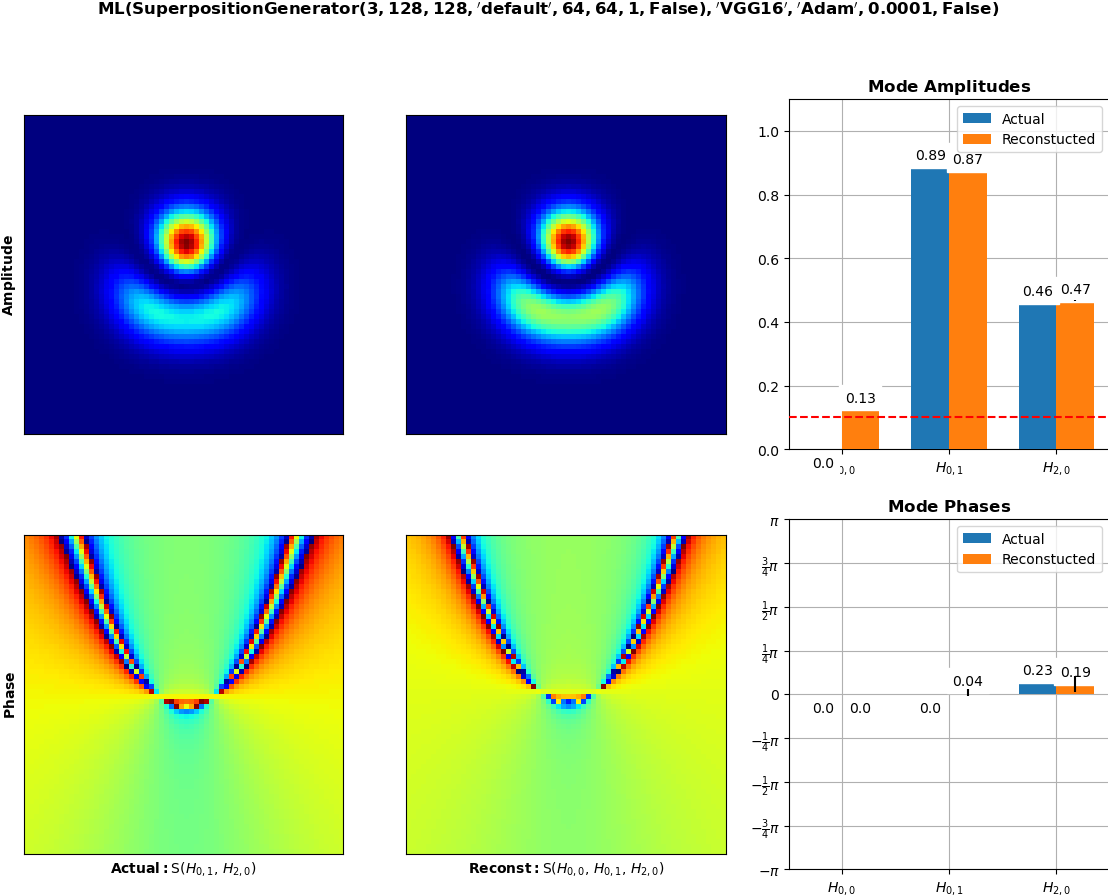 ML(SuperpositionGenerator(3, 128, 128, ′default′, 64, 64, 1, False), ′VGG16′, ′Adam′, 0.0001, False)
Amplitude
Mode Amplitudes
Actual
Reconstucted
1.0
0.8
0.6
0.4
0.2
0.0
0.0
0.13
0.89
0.87
0.46
0.47
0,0
H0,1
H2,0
Phase
Actual: S(H0,1, H2,0)
Reconst: S(H0,0, H0,1, H2,0)
Mode Phases
Actual
Reconstucted
π
3/4π
1/2π
1/4π
0
−1/4π
−1/2π
−3/4π
−π
0.0
0.0
0.0
0.04
0.23
0.19
H0,0
H0,1
H2,0